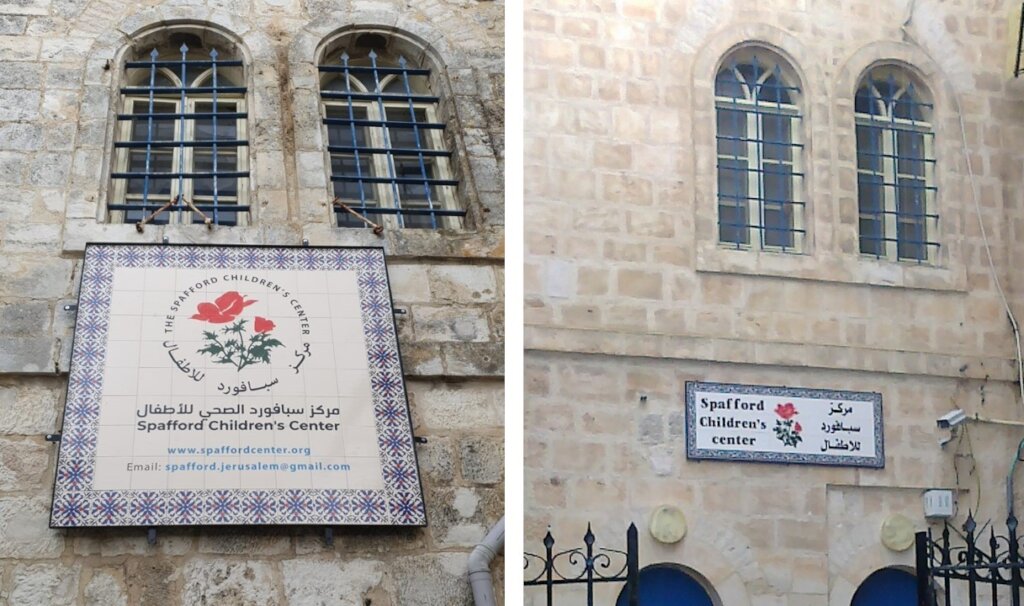 THE SPAFFORD CHILDREN'S CENTER
مركز سبافورد للاطفال
مركز سبافورد الصحي للأطفال
Spafford Children's Center
www.spaffordcenter.org
Email: spafford.jerusalem@gmail.com
Spafford
Children's
center
مركز
سبافورد
للاطفال